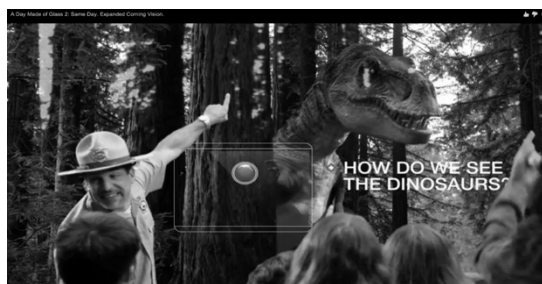 A Day Made of Glass 2: Same Day. Expanded Corning Vision.
HOW DO WE SEE
THE DINOSAURS?